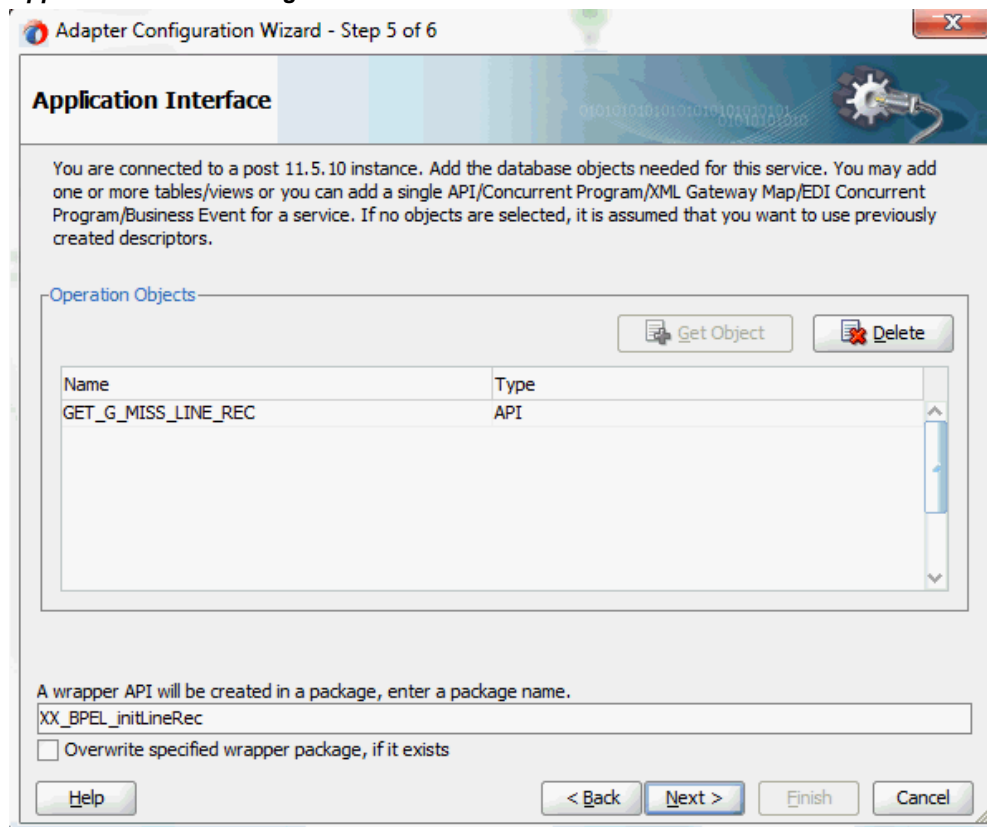 Adapter Configuration Wizard - Step 5 of 6
Application Interface
You are connected to a post 11.5.10 instance. Add the database objects needed for this service. You may add
one or more tables/views or you can add a single API/Concurrent Program/XML Gateway Map/EDI Concurrent
Program/Business Event for a service. If no objects are selected, it is assumed that you want to use previously
created descriptors.
Operation Objects
Get Object Delete
Name Type
GET_G_MISS_LINE_REC API
A wrapper API will be created in a package, enter a package name.
XX_BPEL_initLineRec
Overwrite specified wrapper package, if it exists
Help < Back Next > Finish Cancel